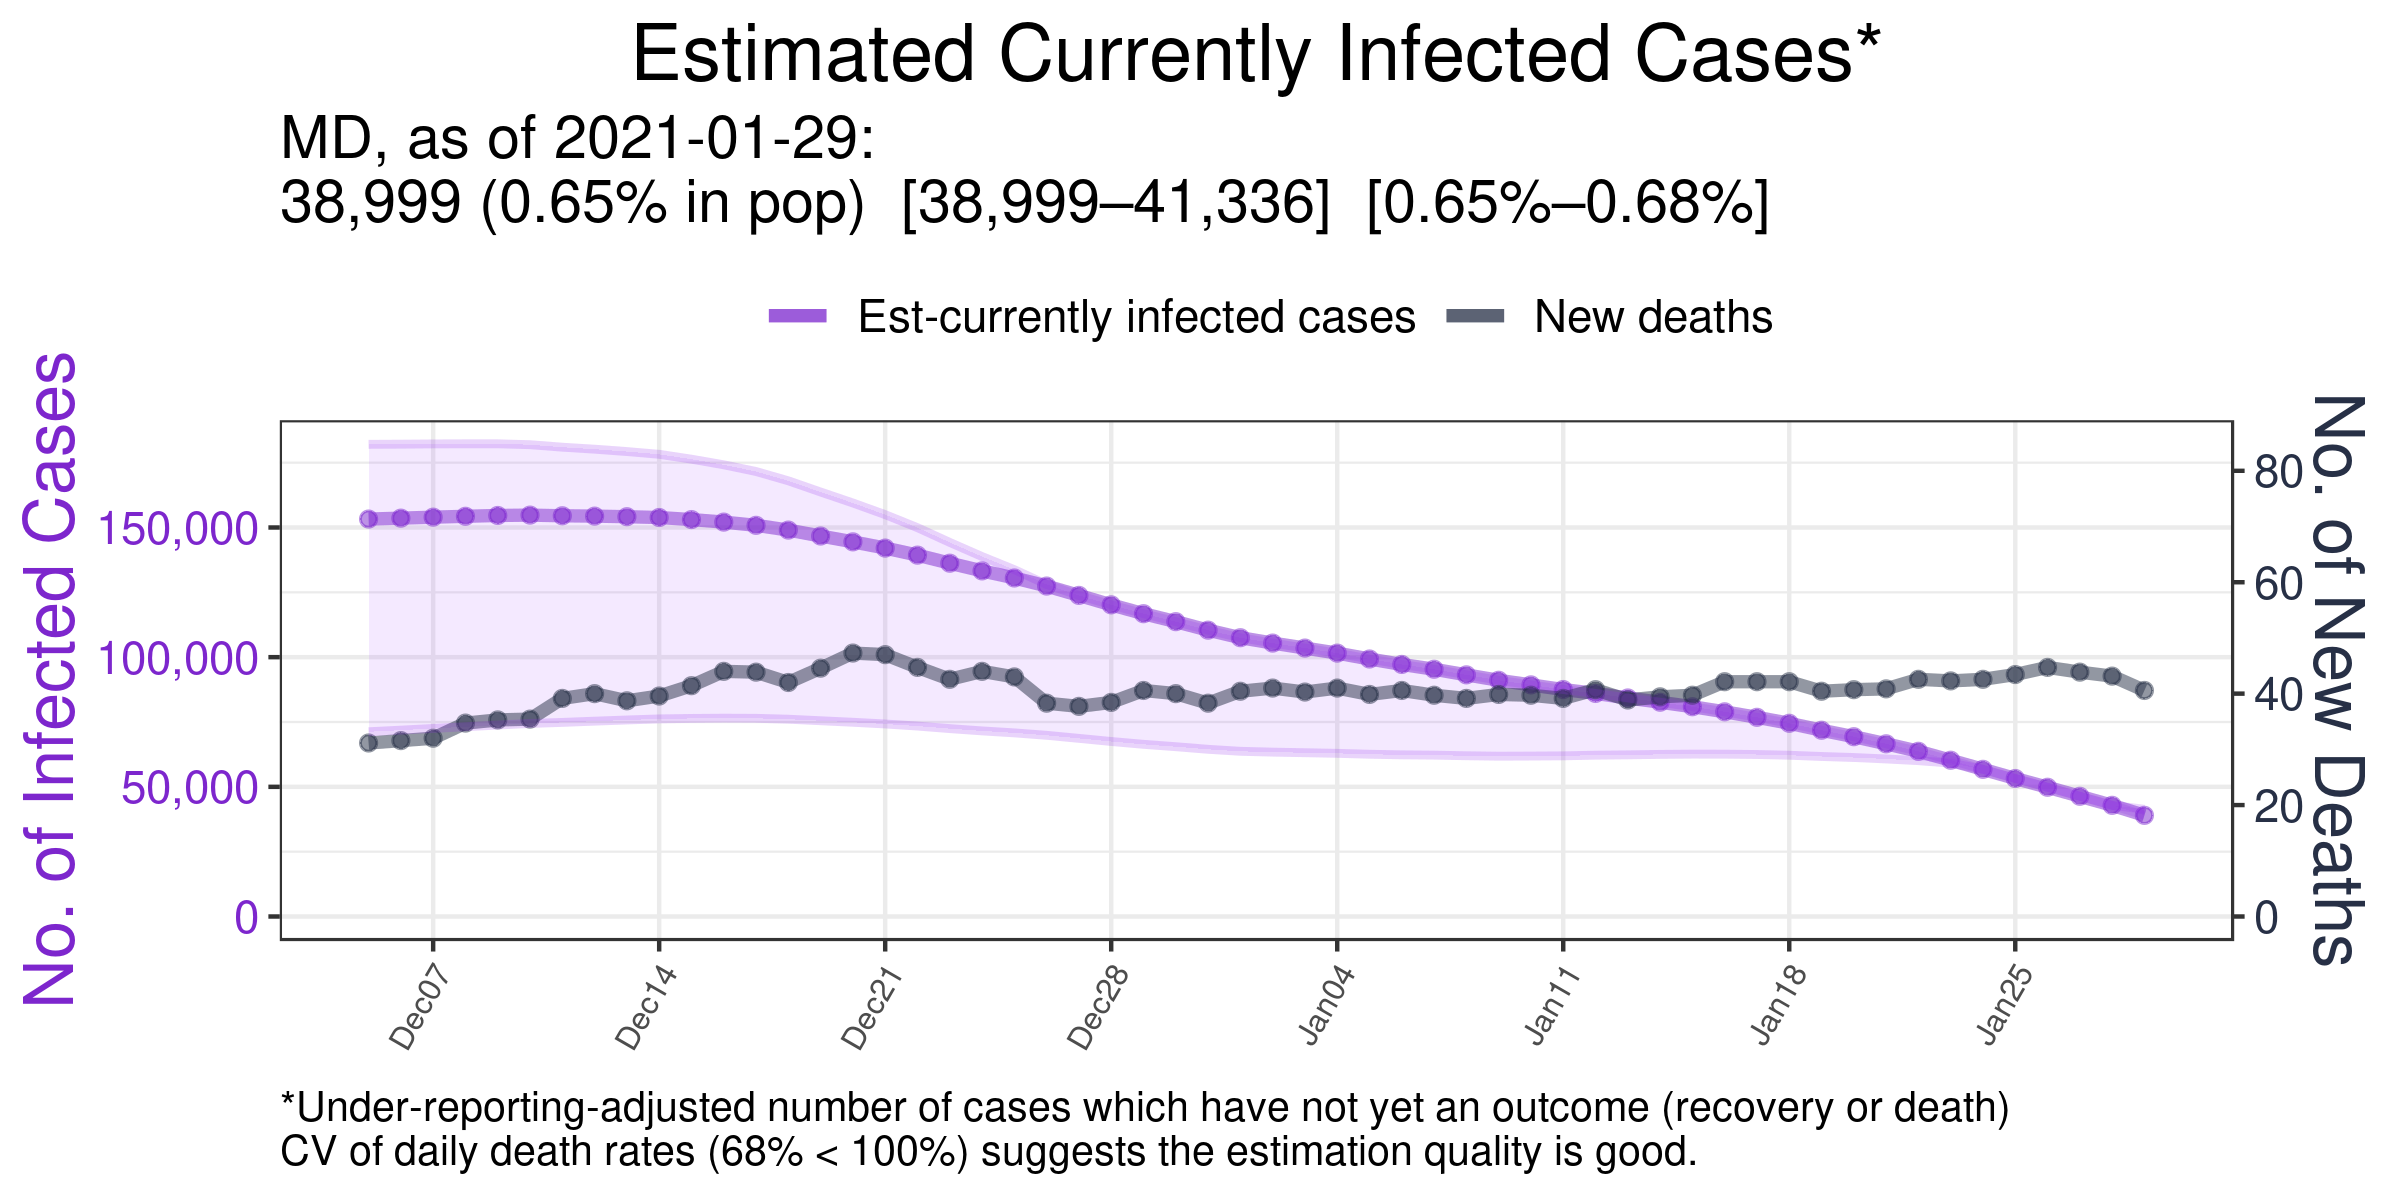 Estimated Currently Infected Cases*
MD, as of 2021-01-29:
38,999 (0.65% in pop)  [38,999–41,336]  [0.65%–0.68%]
Est-currently infected cases
New deaths
No. of Infected Cases
150,000
100,000
50,000
0
80
60
40
20
0
No. of New Deaths
Dec07
Dec14
Dec21
Dec28
Jan04
Jan11
Jan18
Jan25
*Under-reporting-adjusted number of cases which have not yet an outcome (recovery or death)
CV of daily death rates (68% < 100%) suggests the estimation quality is good.